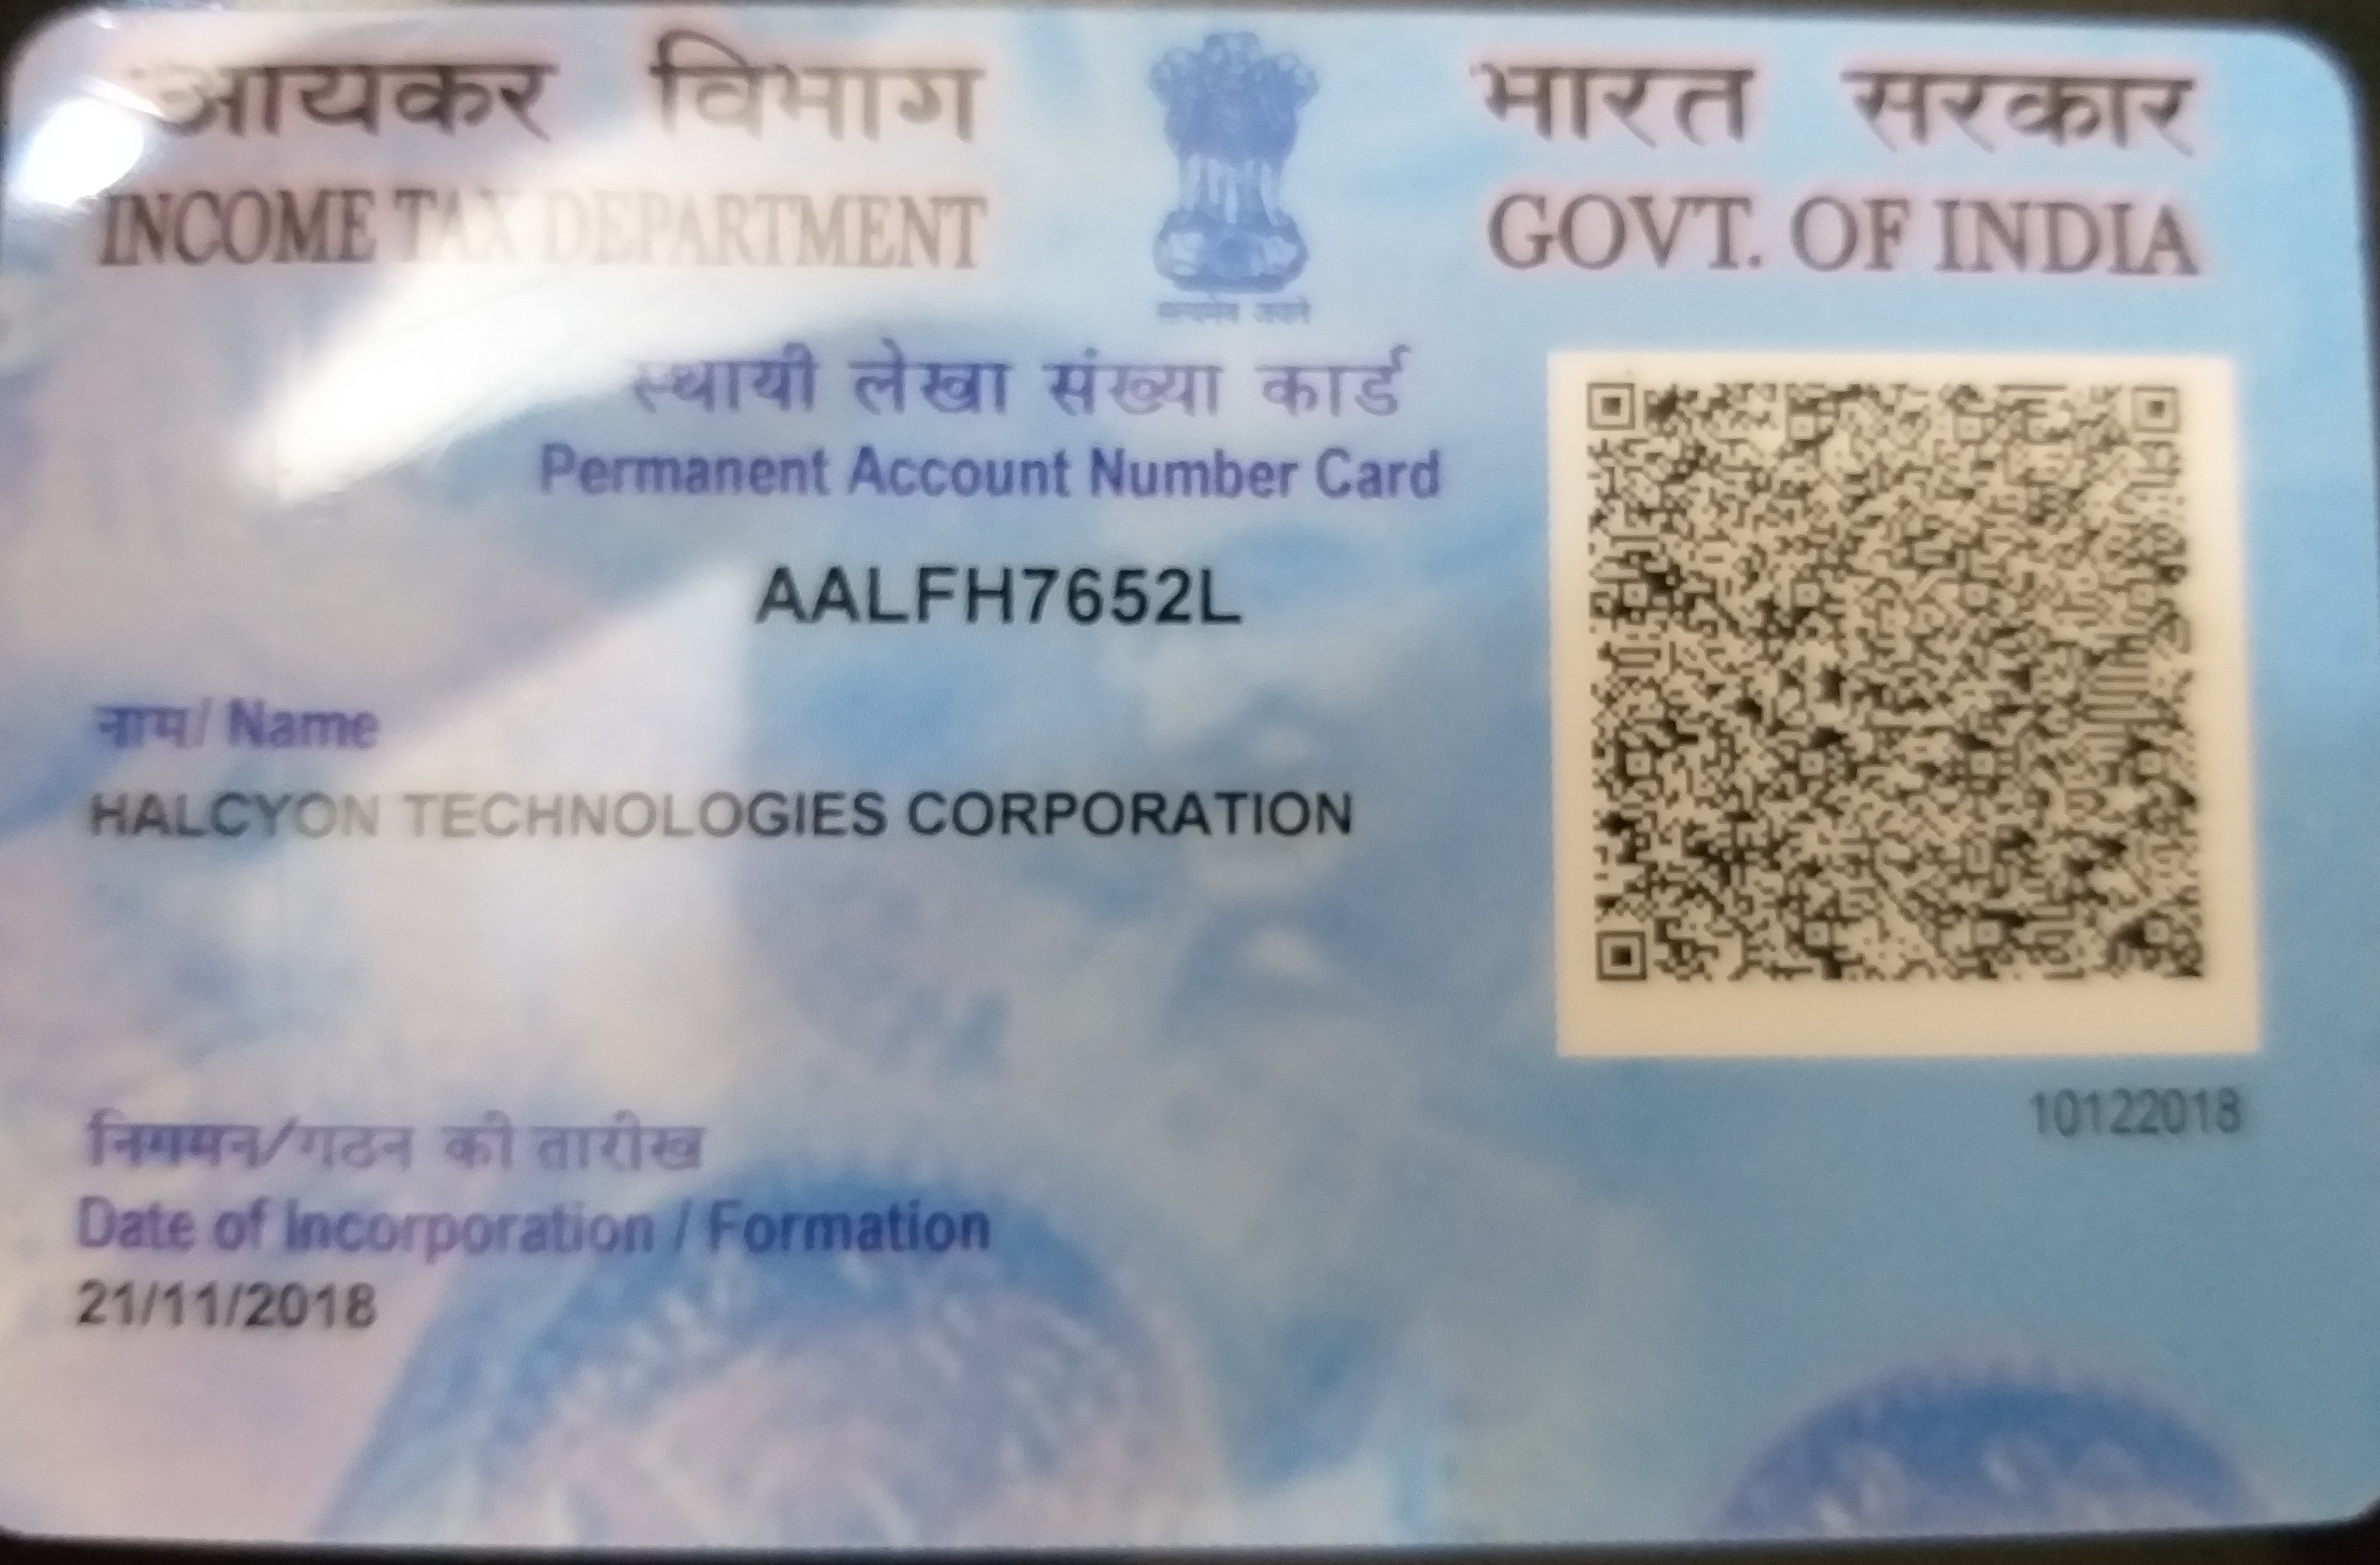 आयकर विभाग
INCOME TAX DEPARTMENT
भारत सरकार
GOVT. OF INDIA
सत्यमेव जयते
स्थायी लेखा संख्या कार्ड
Permanent Account Number Card
AALFH7652L
नाम / Name
HALCYON TECHNOLOGIES CORPORATION
निगमन/गठन की तारीख
Date of Incorporation / Formation
21/11/2018
10122018